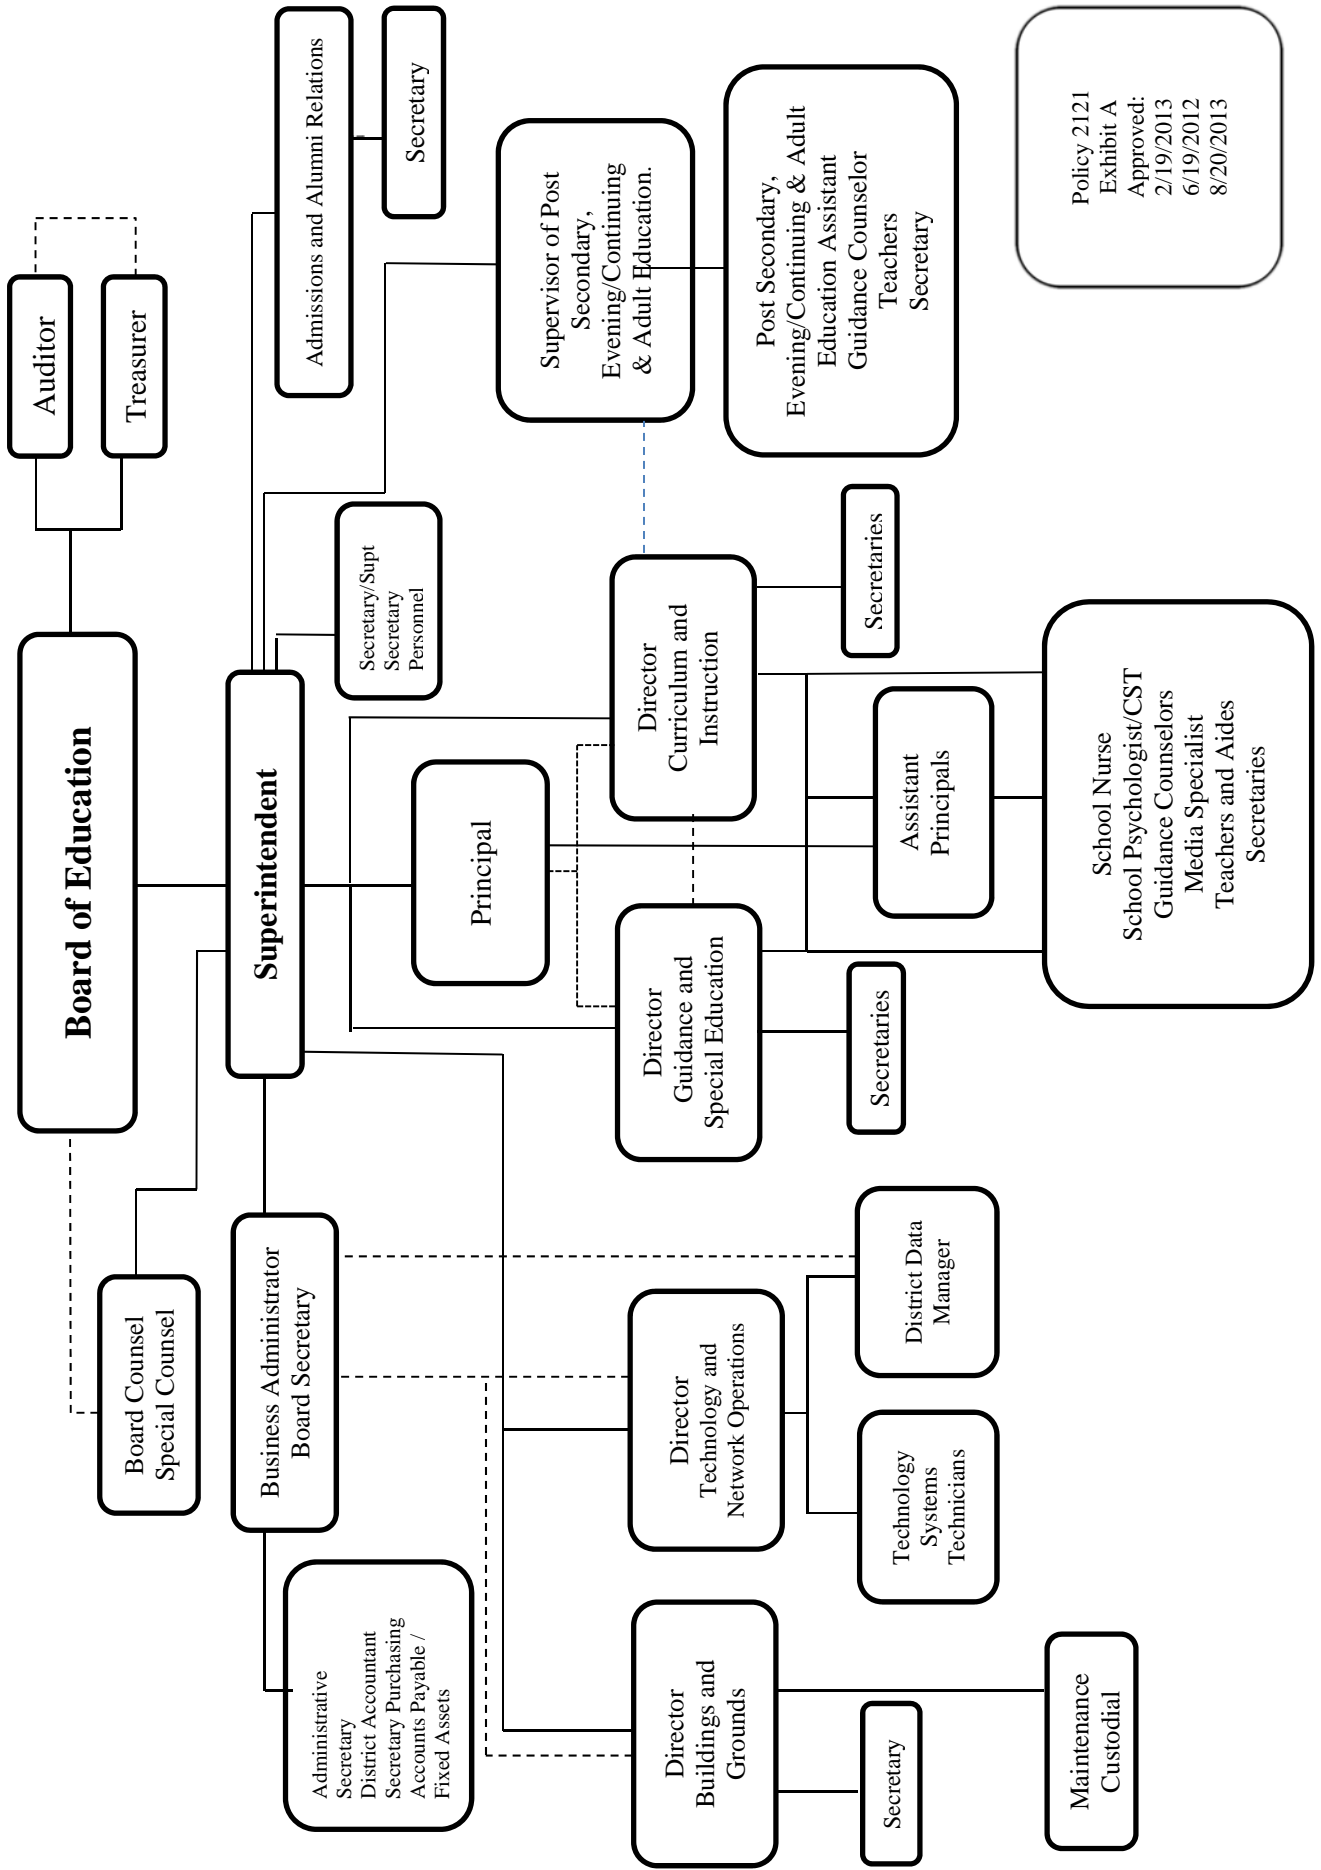 Board of Education
Auditor
Treasurer
Board Counsel
Special Counsel
Superintendent
Business Administrator
Board Secretary
Admissions and Alumni Relations
Secretary
Administrative
Secretary
District Accountant
Secretary Purchasing
Accounts Payable /
Fixed Assets
Secretary/Supt
Secretary
Personnel
Principal
Supervisor of Post
Secondary,
Evening/Continuing
& Adult Education.
Director
Buildings and
Grounds
Director
Technology and
Network Operations
Director
Guidance and
Special Education
Director
Curriculum and
Instruction
Post Secondary,
Evening/Continuing & Adult
Education Assistant
Guidance Counselor
Teachers
Secretary
Secretary
Technology
Systems
Technicians
District Data
Manager
Secretaries
Assistant
Principals
Secretaries
Maintenance
Custodial
School Nurse
School Psychologist/CST
Guidance Counselors
Media Specialist
Teachers and Aides
Secretaries
Policy 2121
Exhibit A
Approved:
2/19/2013
6/19/2012
8/20/2013